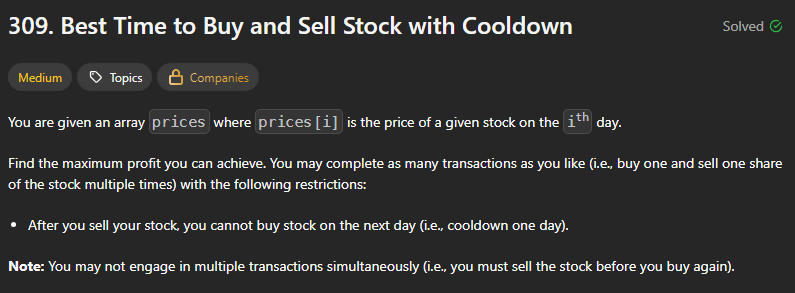 309. Best Time to Buy and Sell Stock with Cooldown
Solved
Medium
Topics
Companies
You are given an array prices where prices[i] is the price of a given stock on the ith day.
Find the maximum profit you can achieve. You may complete as many transactions as you like (i.e., buy one and sell one share
of the stock multiple times) with the following restrictions:
• After you sell your stock, you cannot buy stock on the next day (i.e., cooldown one day).
Note: You may not engage in multiple transactions simultaneously (i.e., you must sell the stock before you buy again).